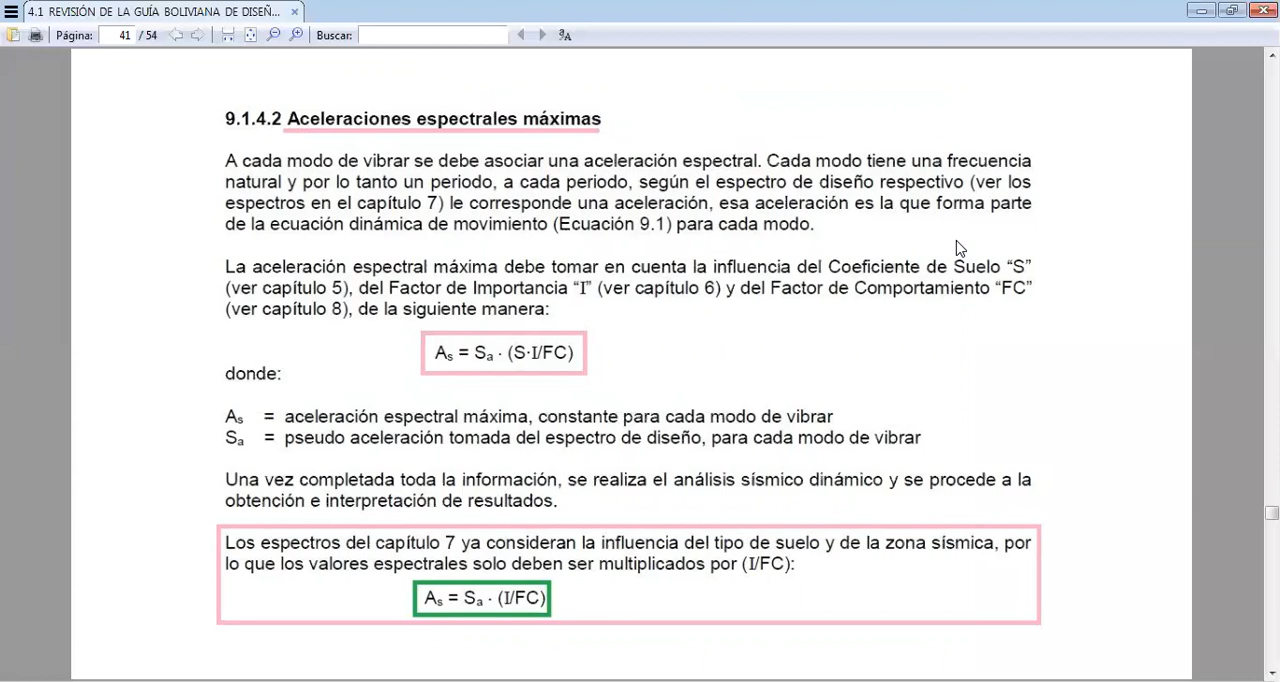 4.1 REVISIÓN DE LA GUÍA BOLIVIANA DE DISEÑ...
Página: 41 / 54 Buscar:
9.1.4.2 Aceleraciones espectrales máximas
A cada modo de vibrar se debe asociar una aceleración espectral. Cada modo tiene una frecuencia
natural y por lo tanto un periodo, a cada periodo, según el espectro de diseño respectivo (ver los
espectros en el capítulo 7) le corresponde una aceleración, esa aceleración es la que forma parte
de la ecuación dinámica de movimiento (Ecuación 9.1) para cada modo.
La aceleración espectral máxima debe tomar en cuenta la influencia del Coeficiente de Suelo “S”
(ver capítulo 5), del Factor de Importancia “I” (ver capítulo 6) y del Factor de Comportamiento “FC”
(ver capítulo 8), de la siguiente manera:
Aₛ = Sₐ · (S·I/FC)
donde:
Aₛ = aceleración espectral máxima, constante para cada modo de vibrar
Sₐ = pseudo aceleración tomada del espectro de diseño, para cada modo de vibrar
Una vez completada toda la información, se realiza el análisis sísmico dinámico y se procede a la
obtención e interpretación de resultados.
Los espectros del capítulo 7 ya consideran la influencia del tipo de suelo y de la zona sísmica, por
lo que los valores espectrales solo deben ser multiplicados por (I/FC):
Aₛ = Sₐ · (I/FC)